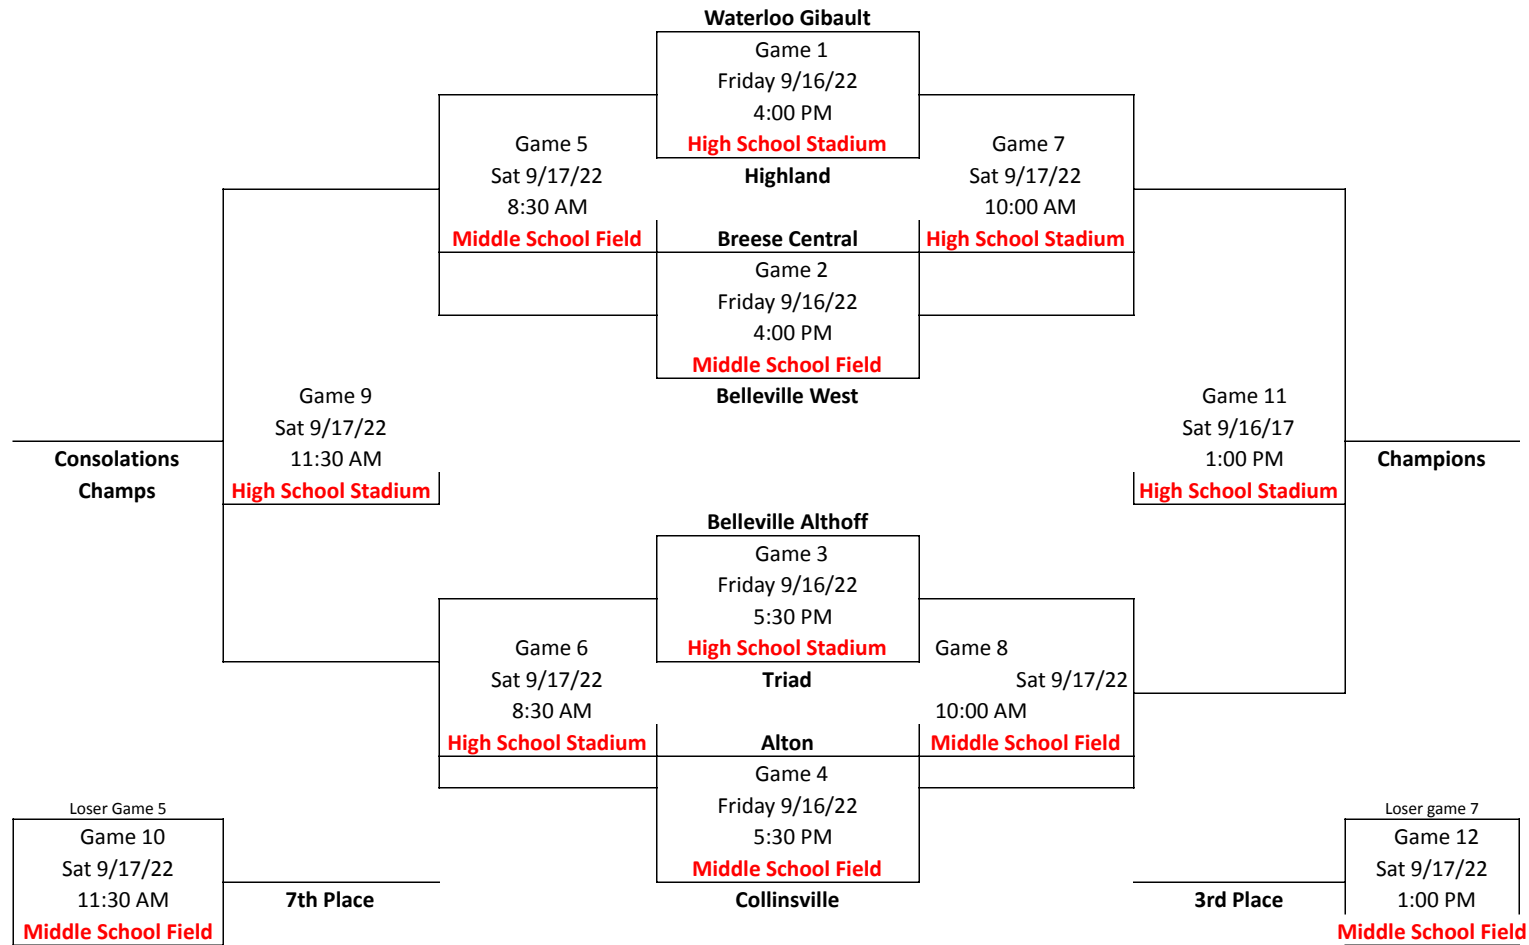 Waterloo Gibault
Game 1
Friday 9/16/22
4:00 PM
High School Stadium
Highland
Game 5
Sat 9/17/22
8:30 AM
Middle School Field
Game 7
Sat 9/17/22
10:00 AM
High School Stadium
Breese Central
Game 2
Friday 9/16/22
4:00 PM
Middle School Field
Belleville West
Game 9
Sat 9/17/22
11:30 AM
High School Stadium
Consolations
Champs
Game 11
Sat 9/16/17
1:00 PM
High School Stadium
Champions
Belleville Althoff
Game 3
Friday 9/16/22
5:30 PM
High School Stadium
Triad
Game 6
Sat 9/17/22
8:30 AM
High School Stadium
Game 8
Sat 9/17/22
10:00 AM
Middle School Field
Alton
Game 4
Friday 9/16/22
5:30 PM
Middle School Field
Collinsville
Loser Game 5
Game 10
Sat 9/17/22
11:30 AM
Middle School Field
7th Place
Loser game 7
Game 12
Sat 9/17/22
1:00 PM
Middle School Field
3rd Place